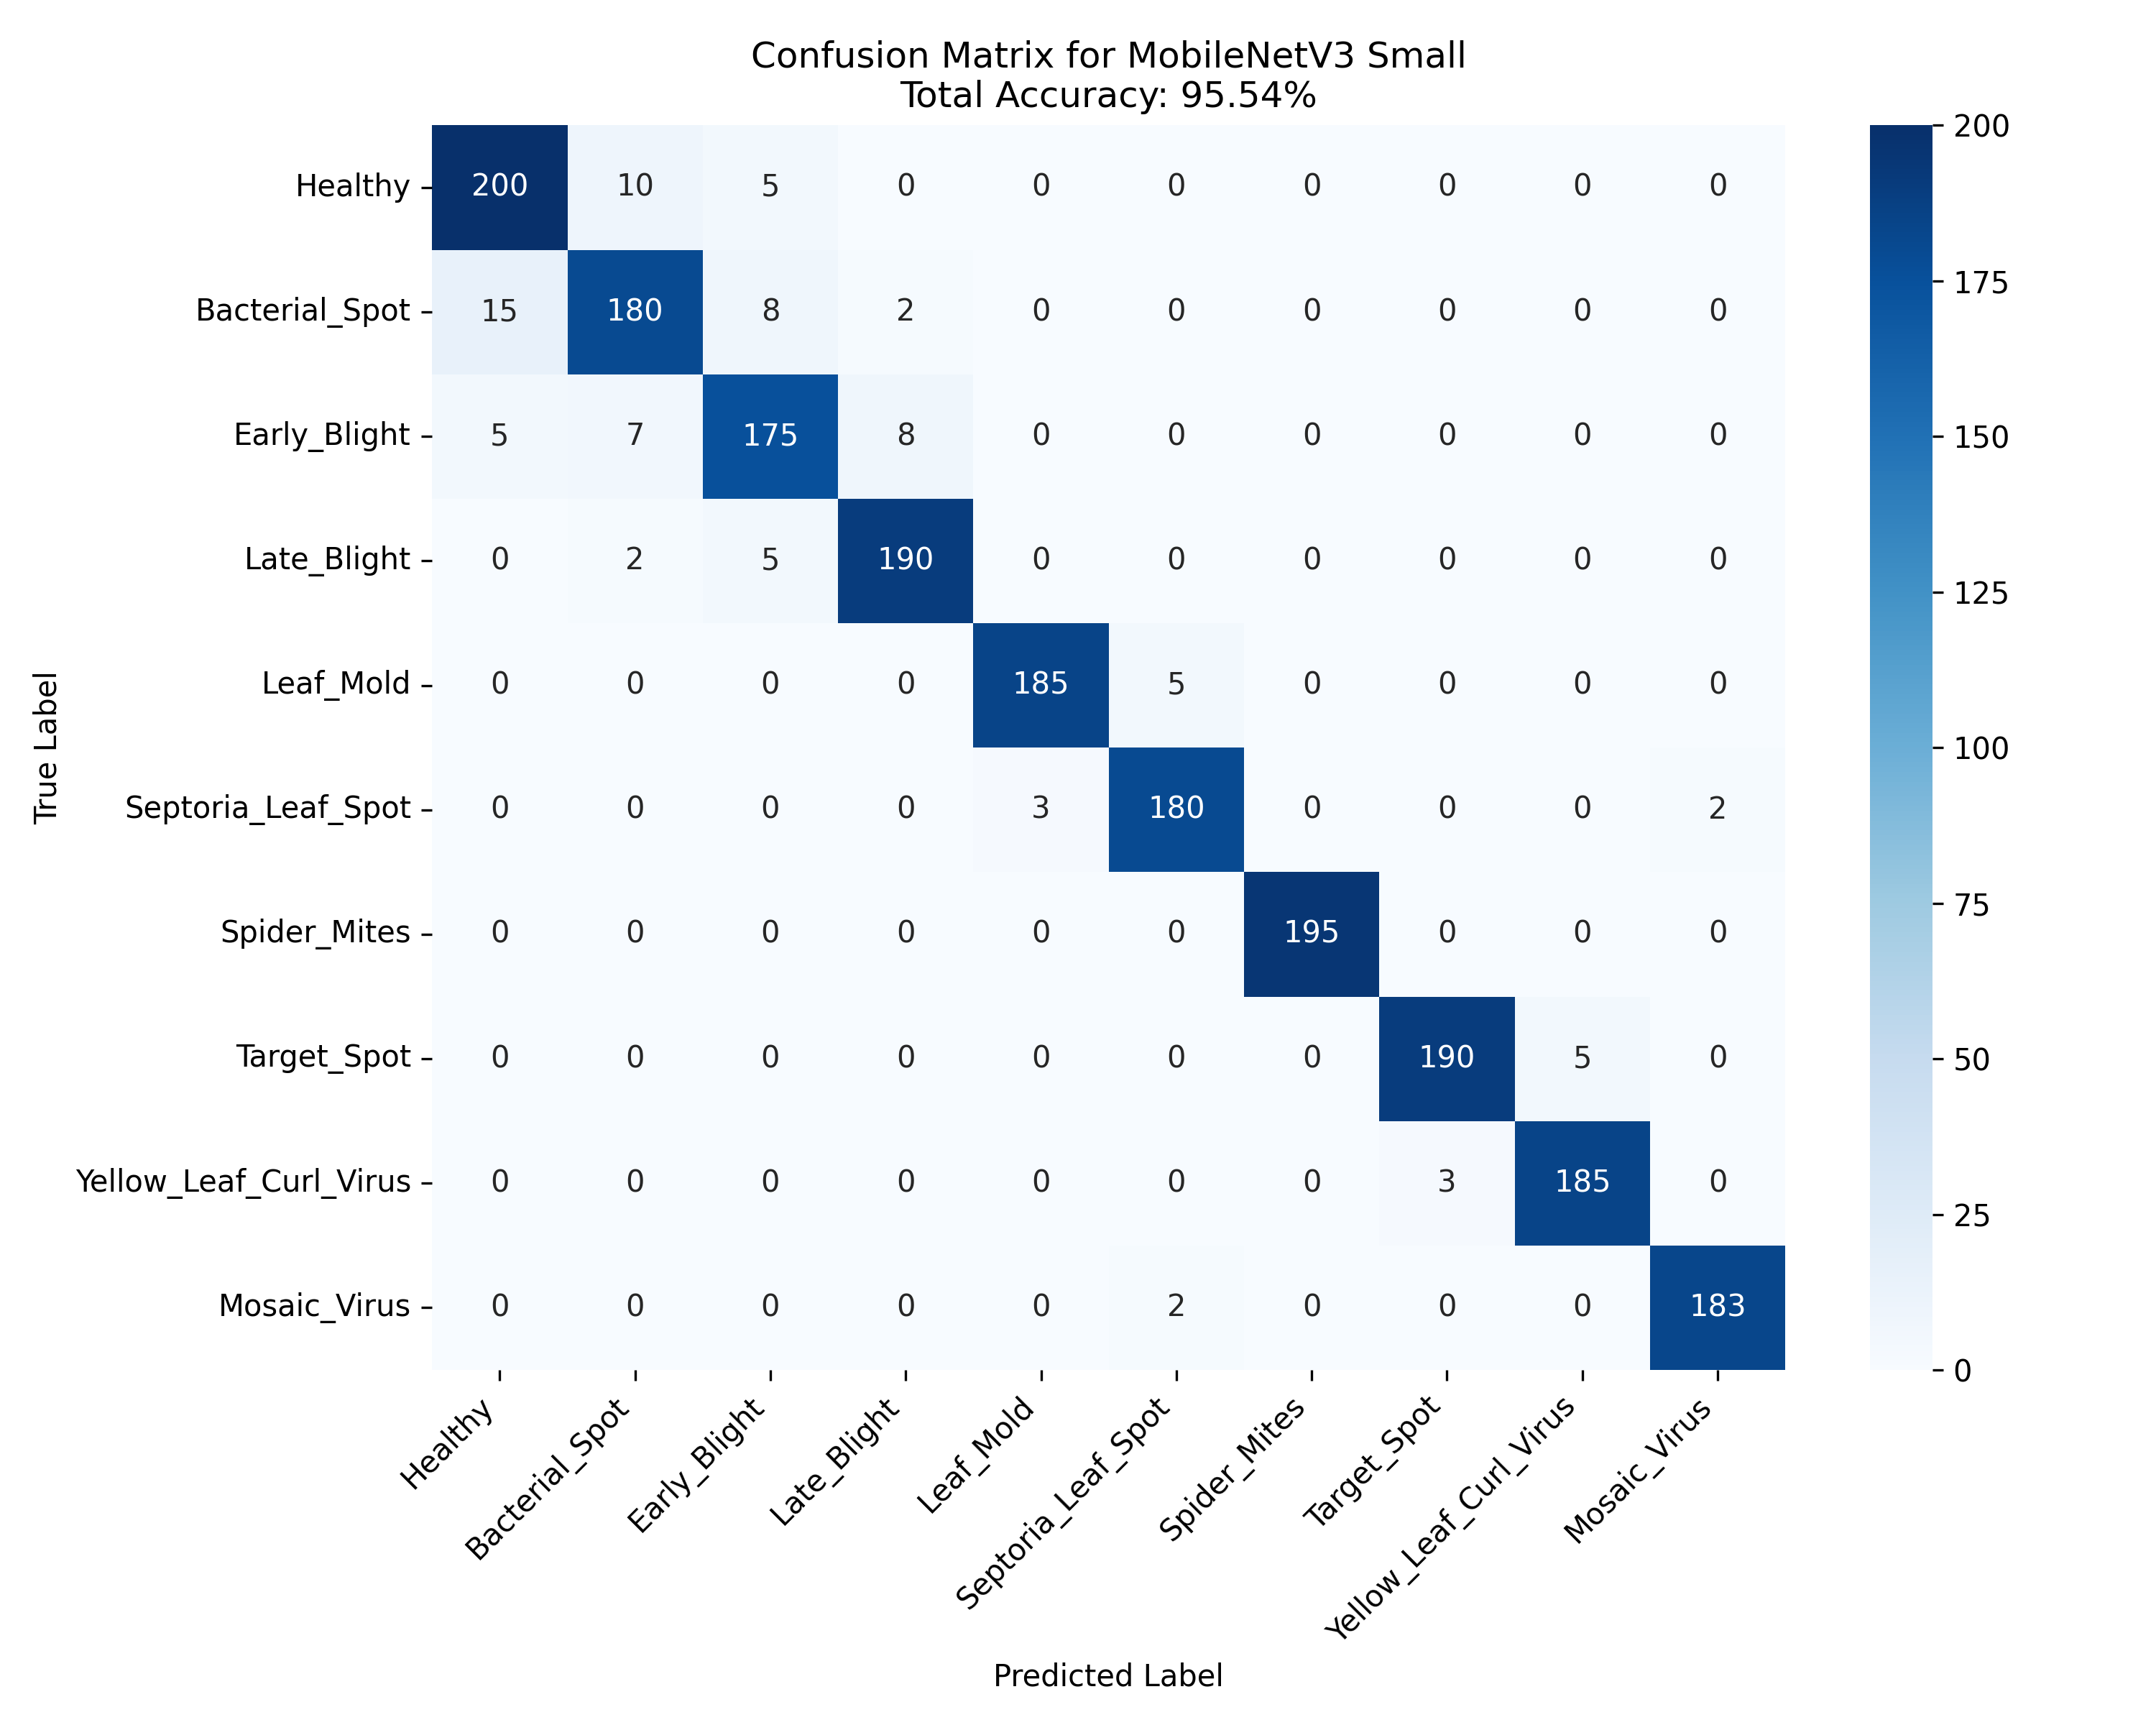 Confusion Matrix for MobileNetV3 Small
Total Accuracy: 95.54%
True Label
Healthy 200 10 5 0 0 0 0 0 0 0
Bacterial_Spot 15 180 8 2 0 0 0 0 0 0
Early_Blight 5 7 175 8 0 0 0 0 0 0
Late_Blight 0 2 5 190 0 0 0 0 0 0
Leaf_Mold 0 0 0 0 185 5 0 0 0 0
Septoria_Leaf_Spot 0 0 0 0 3 180 0 0 0 2
Spider_Mites 0 0 0 0 0 0 195 0 0 0
Target_Spot 0 0 0 0 0 0 0 190 5 0
Yellow_Leaf_Curl_Virus 0 0 0 0 0 0 0 3 185 0
Mosaic_Virus 0 0 0 0 0 2 0 0 0 183
Healthy
Bacterial_Spot
Early_Blight
Late_Blight
Leaf_Mold
Septoria_Leaf_Spot
Spider_Mites
Target_Spot
Yellow_Leaf_Curl_Virus
Mosaic_Virus
Predicted Label
200
175
150
125
100
75
50
25
0